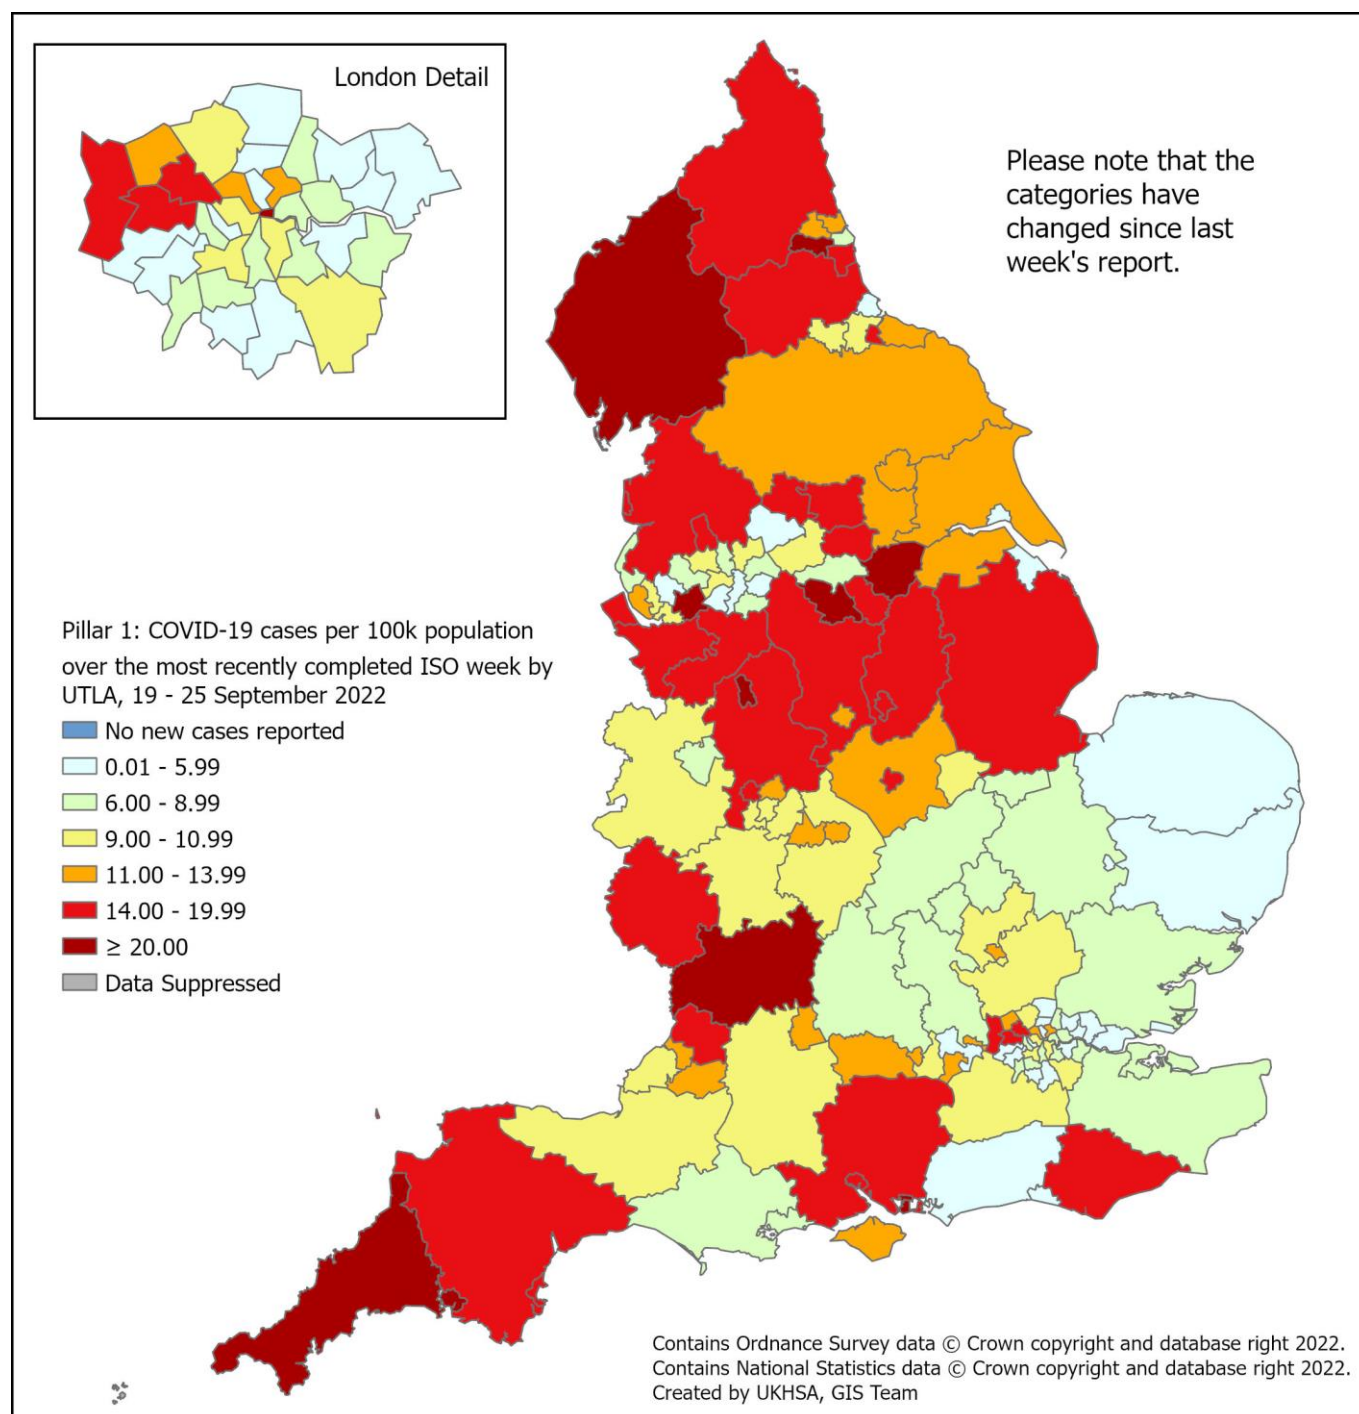 London Detail
Please note that the
categories have
changed since last
week's report.
Pillar 1: COVID-19 cases per 100k population
over the most recently completed ISO week by
UTLA, 19 - 25 September 2022
No new cases reported
0.01 - 5.99
6.00 - 8.99
9.00 - 10.99
11.00 - 13.99
14.00 - 19.99
≥ 20.00
Data Suppressed
Contains Ordnance Survey data © Crown copyright and database right 2022.
Contains National Statistics data © Crown copyright and database right 2022.
Created by UKHSA, GIS Team